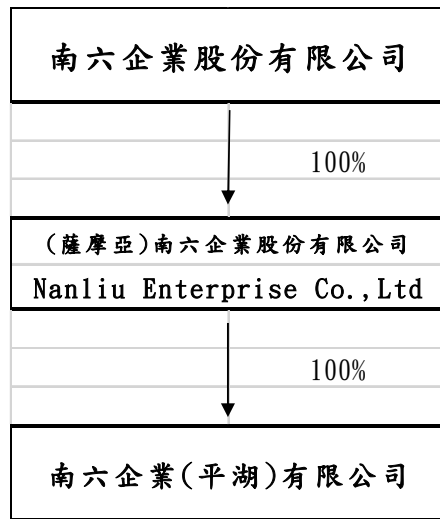 南六企業股份有限公司
100%
(薩摩亞)南六企業股份有限公司
Nanliu Enterprise Co.,Ltd
100%
南六企業(平湖)有限公司